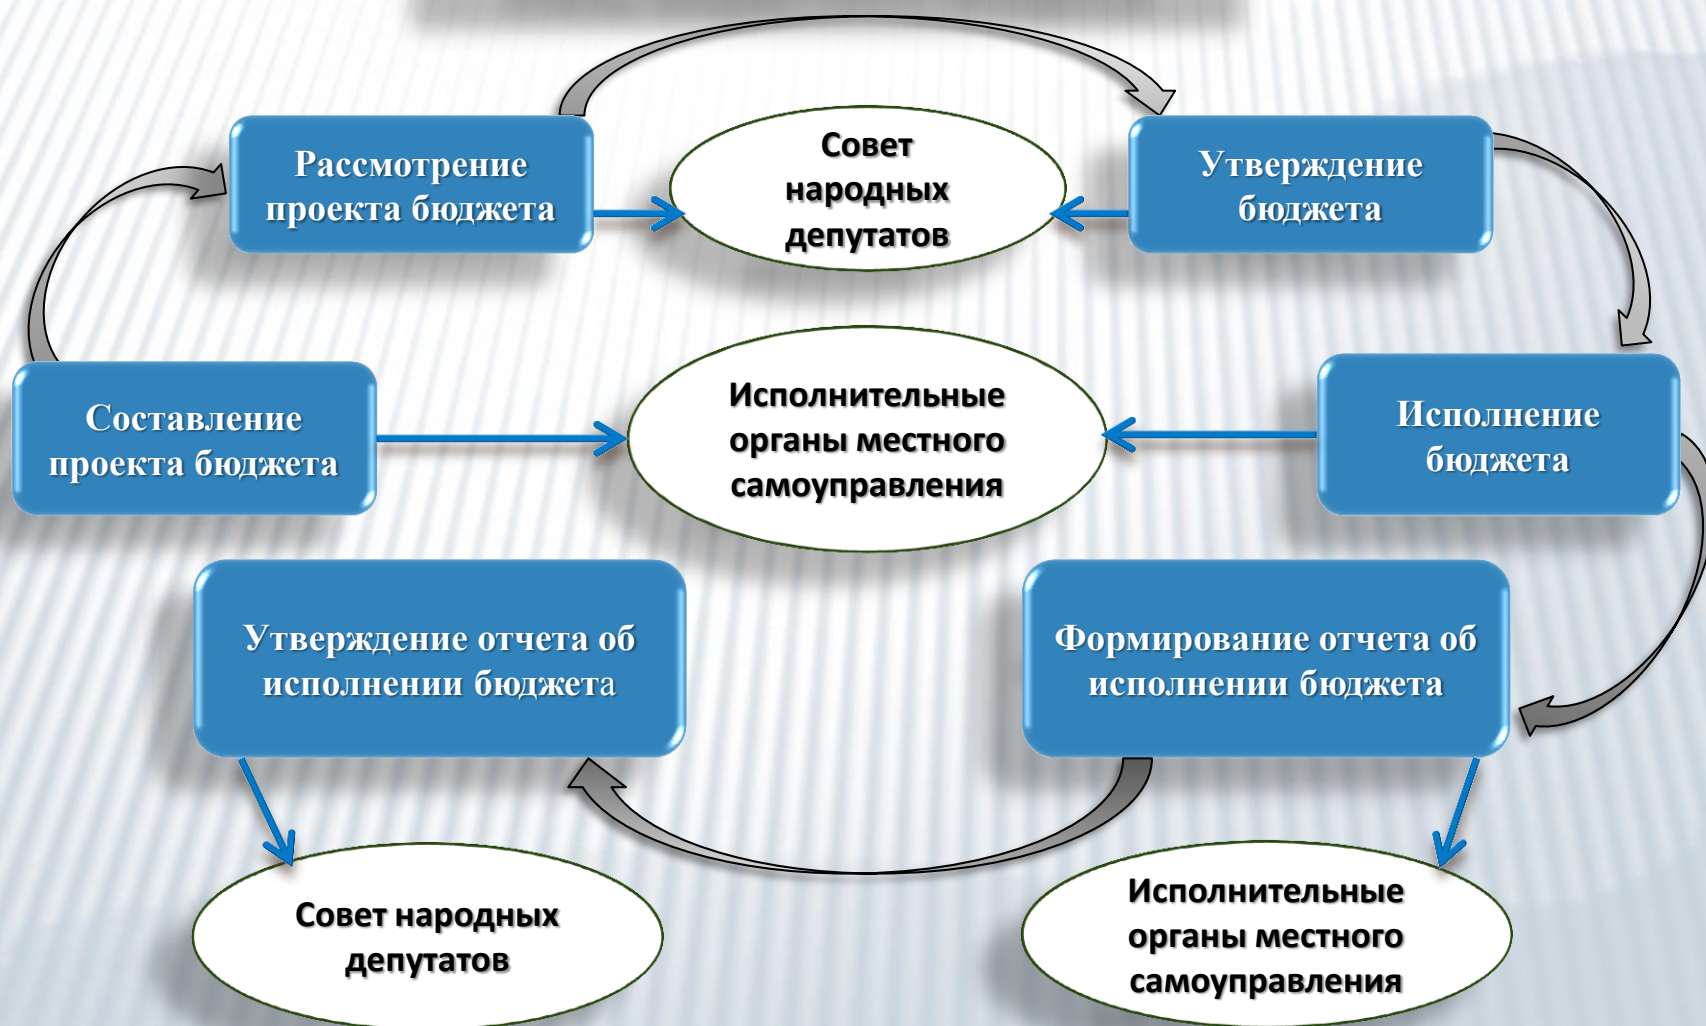 Рассмотрение
проекта бюджета
Совет
народных
депутатов
Утверждение
бюджета
Составление
проекта бюджета
Исполнительные
органы местного
самоуправления
Исполнение
бюджета
Утверждение отчета об
исполнении бюджета
Формирование отчета об
исполнении бюджета
Совет народных
депутатов
Исполнительные
органы местного
самоуправления